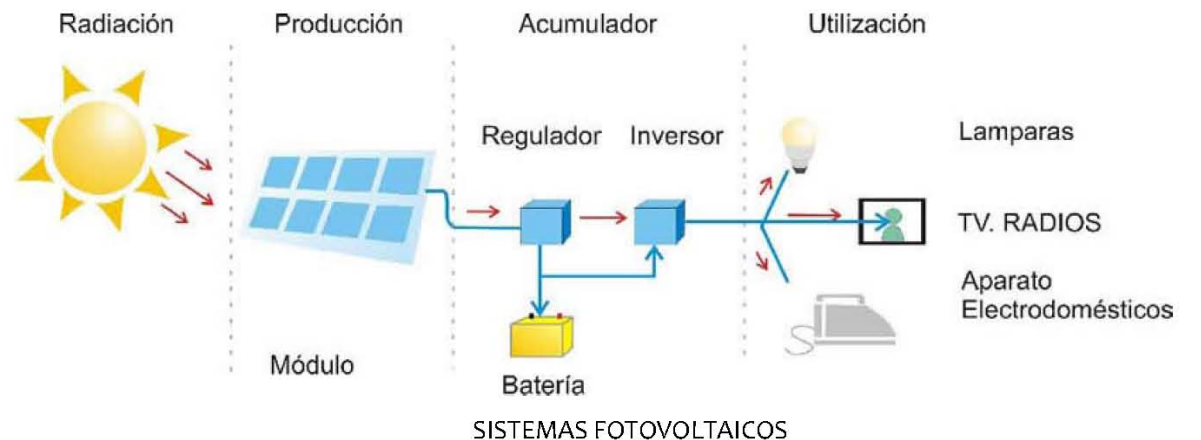 Radiación
Producción
Acumulador
Utilización
Regulador
Inversor
Lamparas
TV. RADIOS
Aparato
Electrodomésticos
Módulo
Batería
SISTEMAS FOTOVOLTAICOS